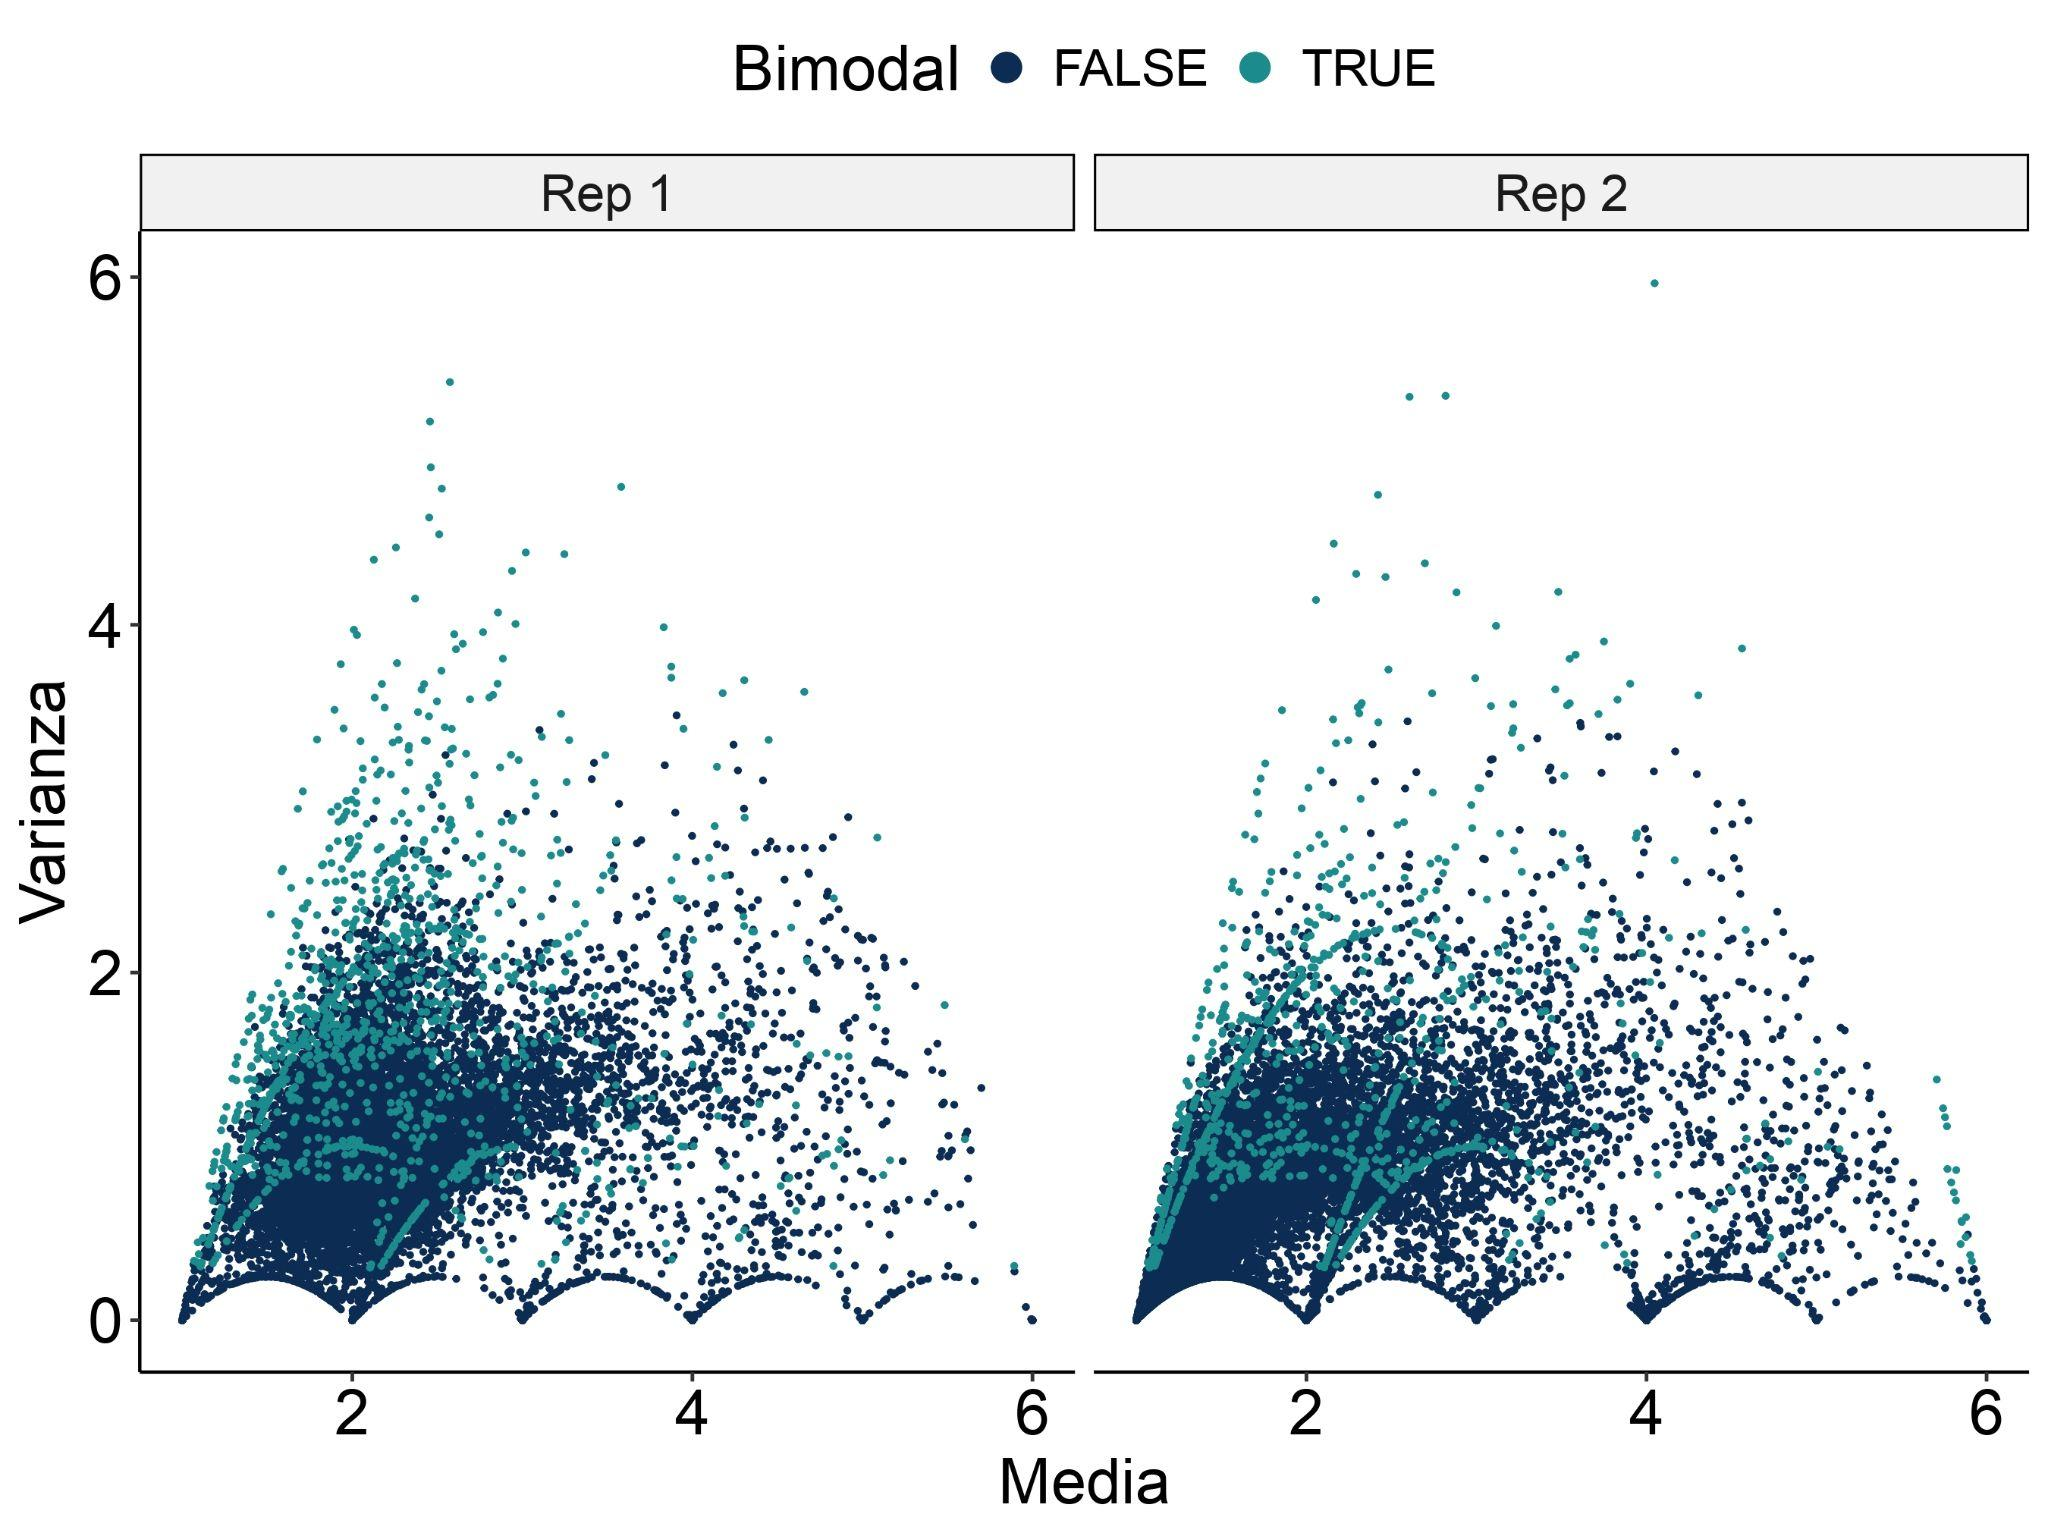 Bimodal FALSE TRUE
Rep 1 Rep 2
6
4
2
0
Varianza
2 4 6 2 4 6
Media